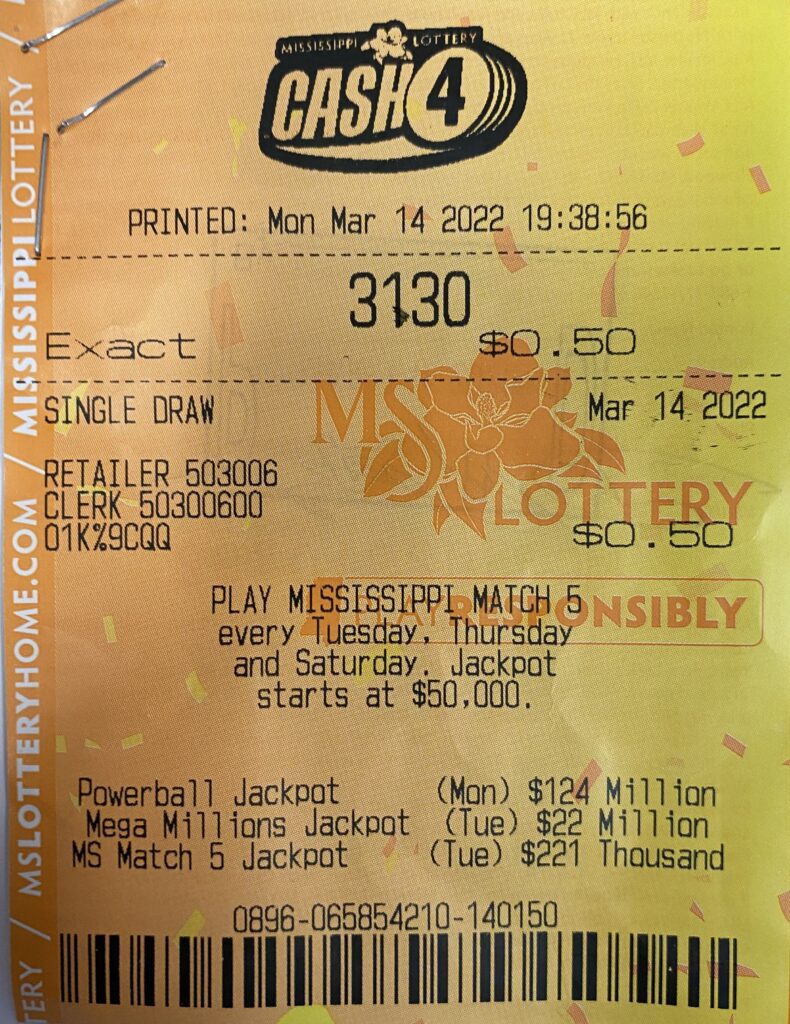 MISSISSIPPI LOTTERY
CASH 4
PRINTED: Mon Mar 14 2022 19:38:56
3130
Exact $0.50
SINGLE DRAW Mar 14 2022
MS
LOTTERY
RETAILER 503006
CLERK 50300600
01K%9CQQ $0.50
PLAY MISSISSIPPI MATCH 5
PLAY RESPONSIBLY
every Tuesday, Thursday
and Saturday. Jackpot
starts at $50,000.
Powerball Jackpot (Mon) $124 Million
Mega Millions Jackpot (Tue) $22 Million
MS Match 5 Jackpot (Tue) $221 Thousand
0896-065854210-140150
TERY / MSLOTTERYHOME.COM / MISSISSIPPI LOTTERY /